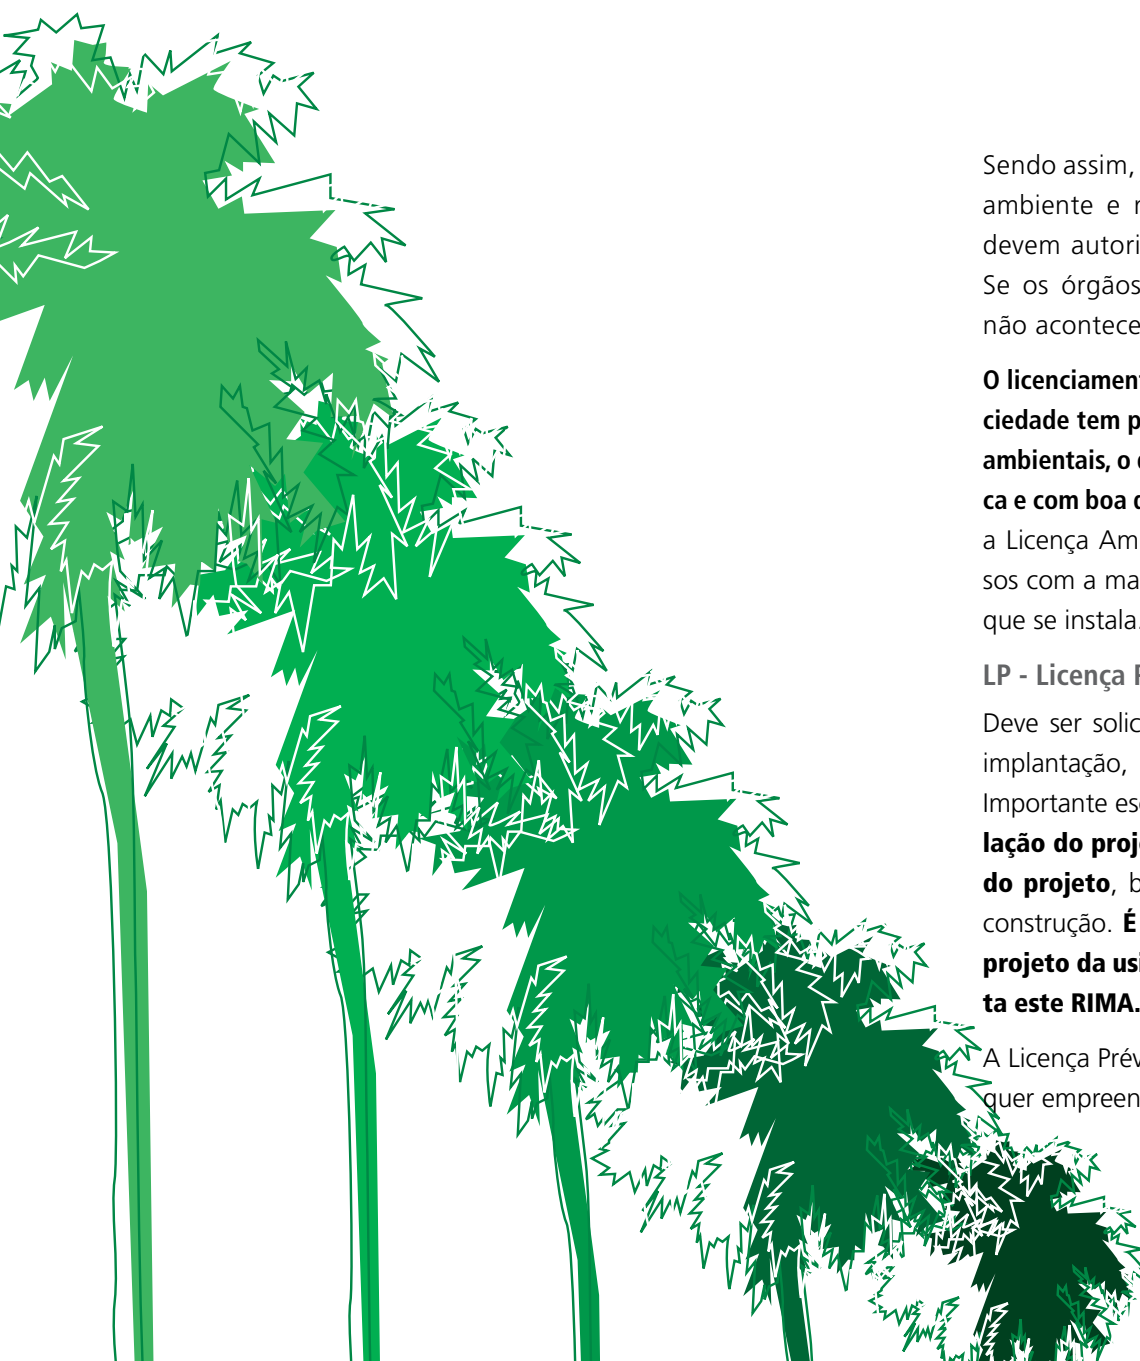 Sendo assim,
ambiente e
devem autori
Se os órgãos
não acontece
O licenciamen
ciedade tem p
ambientais, o
ca e com boa
a Licença Am
sos com a ma
que se instala.
LP - Licença P
Deve ser solic
implantação,
Importante es
lação do proj
do projeto, b
construção. É
projeto da usi
ta este RIMA.
A Licença Prév
quer empreen